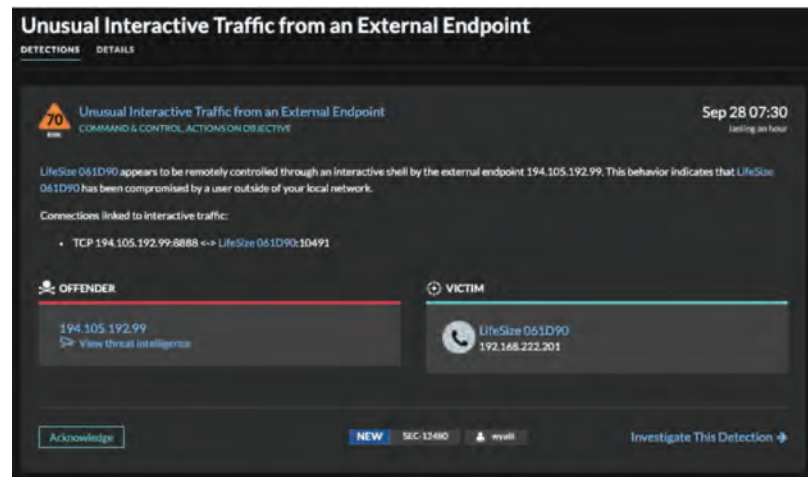 Unusual Interactive Traffic from an External Endpoint
DETECTIONS DETAILS
70
RISK
Unusual Interactive Traffic from an External Endpoint
COMMAND & CONTROL, ACTIONS ON OBJECTIVE
Sep 28 07:30
lasting an hour
LifeSize 061D90 appears to be remotely controlled through an interactive shell by the external endpoint 194.105.192.99. This behavior indicates that LifeSize
061D90 has been compromised by a user outside of your local network.
Connections linked to interactive traffic:
• TCP 194.105.192.99:8888 <-> LifeSize 061D90:10491
OFFENDER
194.105.192.99
View threat intelligence
VICTIM
LifeSize 061D90
192.168.222.201
Acknowledge
NEW SEC-12480
Investigate This Detection →